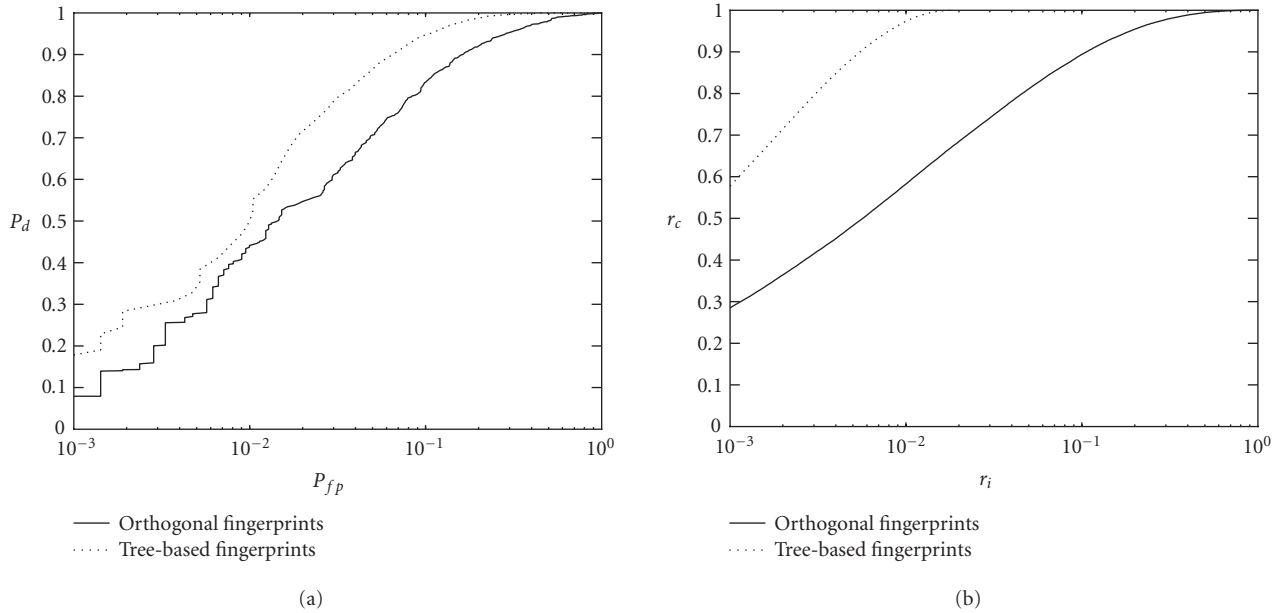 1
0.9
0.8
0.7
0.6
0.5
0.4
0.3
0.2
0.1
0
P_d
10^−3 10^−2 10^−1 10^0
P_fp
Orthogonal fingerprints
Tree-based fingerprints
(a)
1
0.9
0.8
0.7
0.6
0.5
0.4
0.3
0.2
0.1
0
r_c
10^−3 10^−2 10^−1 10^0
r_i
Orthogonal fingerprints
Tree-based fingerprints
(b)